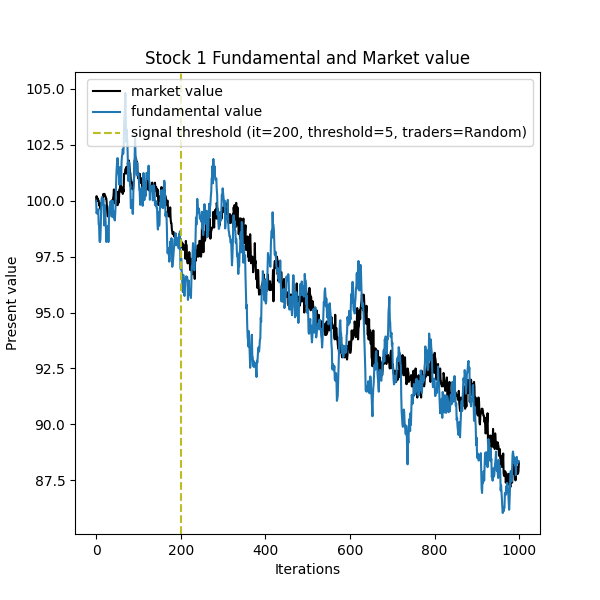 Stock 1 Fundamental and Market value
market value
fundamental value
signal threshold (it=200, threshold=5, traders=Random)
Present value
105.0
102.5
100.0
97.5
95.0
92.5
90.0
87.5
0 200 400 600 800 1000
Iterations